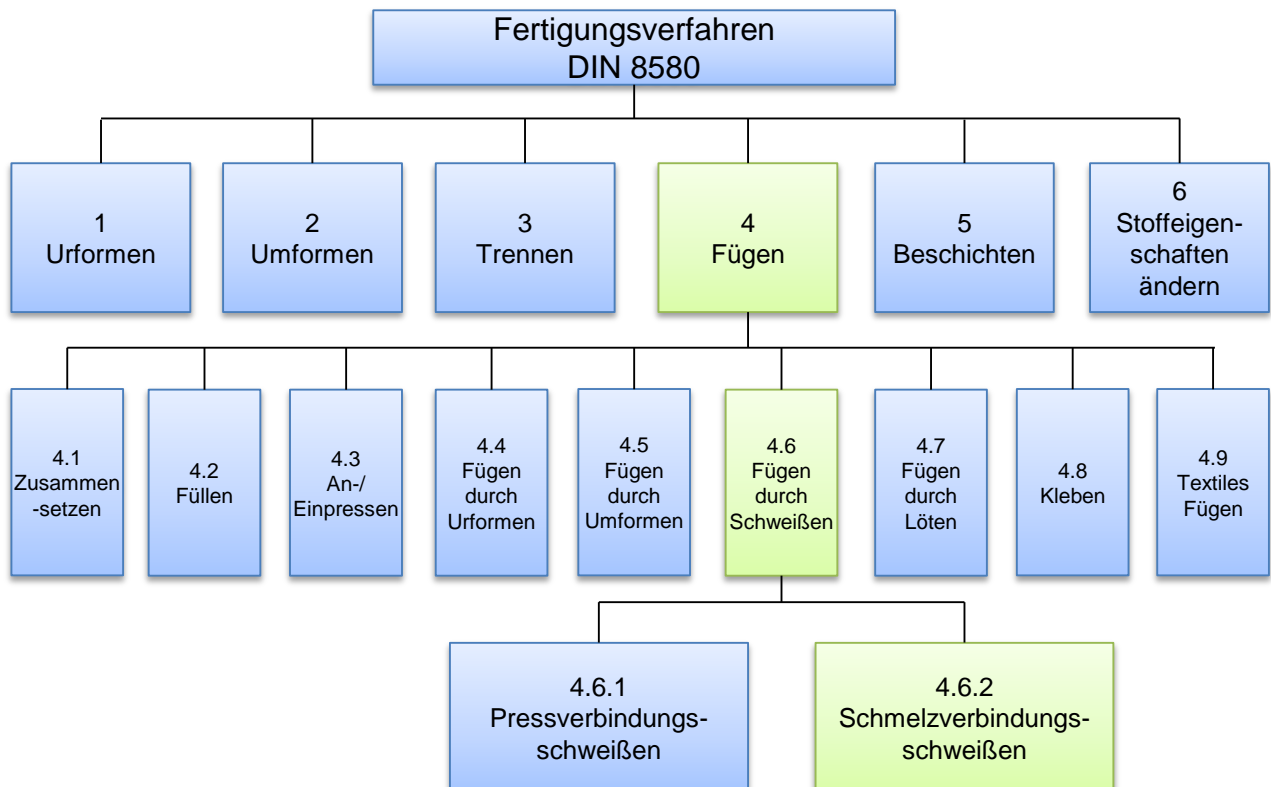 Fertigungsverfahren
DIN 8580
1
Urformen
2
Umformen
3
Trennen
4
Fügen
5
Beschichten
6
Stoffeigen-
schaften
ändern
4.1
Zusammen
-setzen
4.2
Füllen
4.3
An-/
Einpressen
4.4
Fügen
durch
Urformen
4.5
Fügen
durch
Umformen
4.6
Fügen
durch
Schweißen
4.7
Fügen
durch
Löten
4.8
Kleben
4.9
Textiles
Fügen
4.6.1
Pressverbindungs-
schweißen
4.6.2
Schmelzverbindungs-
schweißen